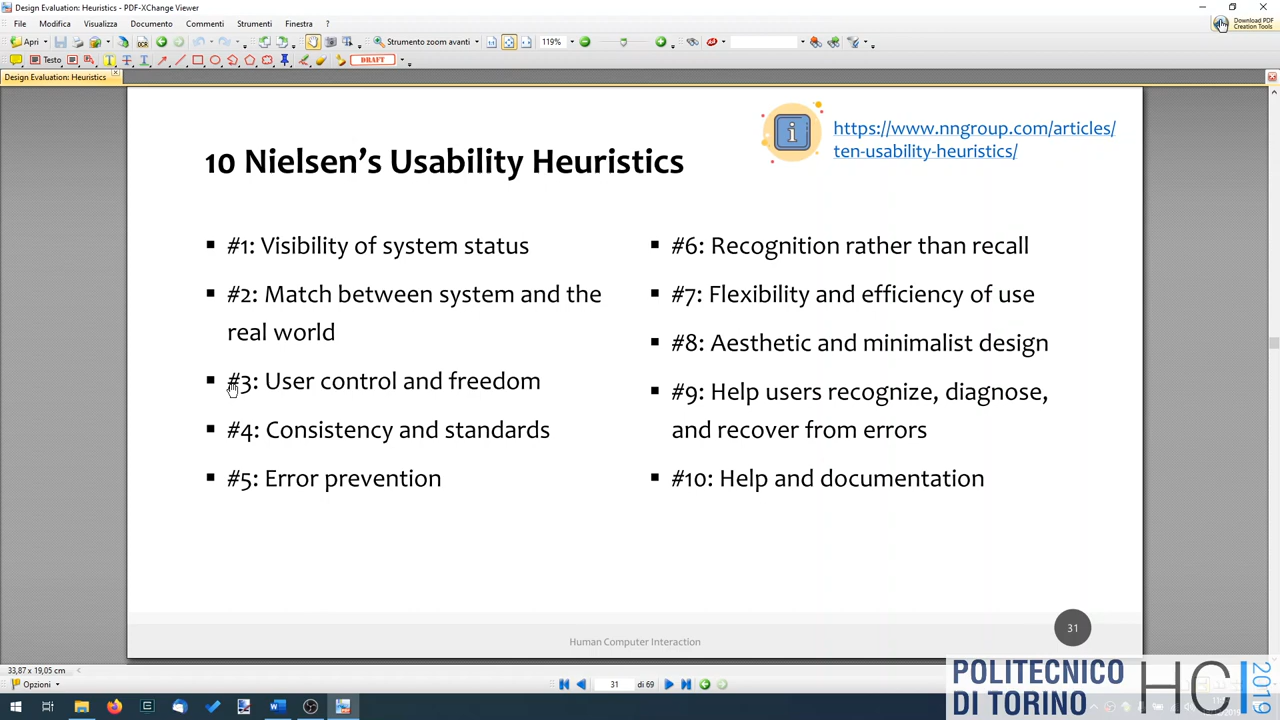 Design Evaluation: Heuristics - PDF-XChange Viewer
File Modifica Visualizza Documento Commenti Strumenti Finestra ?
Download PDF
Creation Tools
Apri OCR Strumento zoom avanti 119%
Testo T T T DRAFT
Design Evaluation: Heuristics
https://www.nngroup.com/articles/
ten-usability-heuristics/
10 Nielsen's Usability Heuristics
#1: Visibility of system status
#2: Match between system and the
real world
#3: User control and freedom
#4: Consistency and standards
#5: Error prevention
#6: Recognition rather than recall
#7: Flexibility and efficiency of use
#8: Aesthetic and minimalist design
#9: Help users recognize, diagnose,
and recover from errors
#10: Help and documentation
31
Human Computer Interaction
33,87 x 19,05 cm
Opzioni 31 di 69
POLITECNICO
DI TORINO
HCI
2019